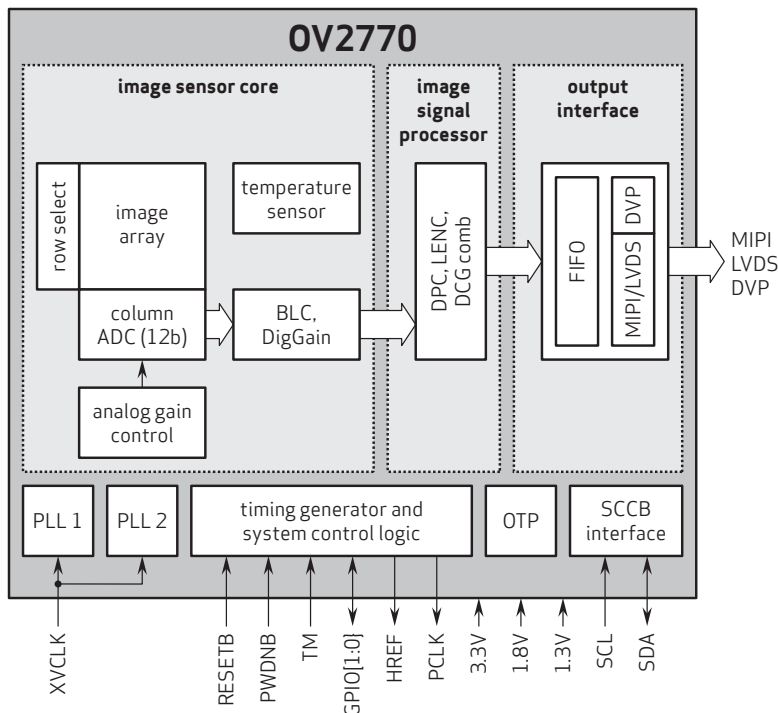 OV2770
image sensor core
image
signal
processor
output
interface
row select
image
array
temperature
sensor
column
ADC (12b)
BLC,
DigGain
analog gain
control
DPC, LENC,
DCG comb
FIFO
DVP
MIPI/LVDS
MIPI
LVDS
DVP
PLL 1
PLL 2
timing generator and
system control logic
OTP
SCCB
interface
XVCLK
RESETB
PWDNB
TM
GPIO[1:0}
HREF
PCLK
3.3V
1.8V
1.3V
SCL
SDA